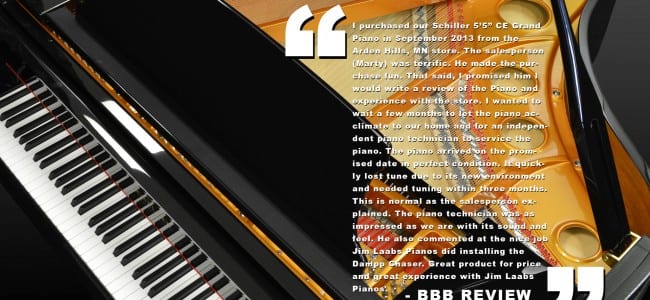 “
I purchased our Schiller 5’5” CE Grand
Piano in September 2013 from the
Arden Hills, MN store. The salesperson
(Marty) was terrific. He made the pur-
chase fun. That said, I promised him I
would write a review of the Piano and
experience with the store. I wanted to
wait a few months to let the piano ac-
climate to our home and for an indepen-
dent piano technician to service the
piano. The piano arrived on the prom-
ised date in perfect condition. It quick-
ly lost tune due to its new environment
and needed tuning within three months.
This is normal as the salesperson ex-
plained. The piano technician was as
impressed as we are with its sound and
feel. He also commented at the nice job
Jim Laabs Pianos did installing the
Dampp Chaser. Great product for price
and great experience with Jim Laabs
Pianos.
- BBB REVIEW ”